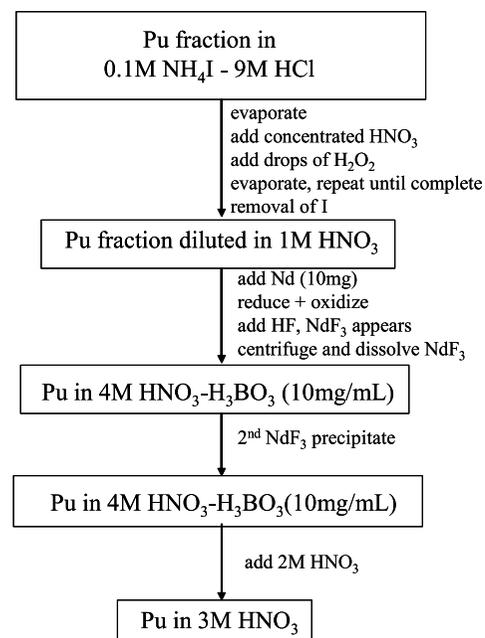 Pu fraction in
0.1M NH₄I - 9M HCl
evaporate
add concentrated HNO₃
add drops of H₂O₂
evaporate, repeat until complete
removal of I
Pu fraction diluted in 1M HNO₃
add Nd (10mg)
reduce + oxidize
add HF, NdF₃ appears
centrifuge and dissolve NdF₃
Pu in 4M HNO₃-H₃BO₃ (10mg/mL)
2ⁿᵈ NdF₃ precipitate
Pu in 4M HNO₃-H₃BO₃(10mg/mL)
add 2M HNO₃
Pu in 3M HNO₃